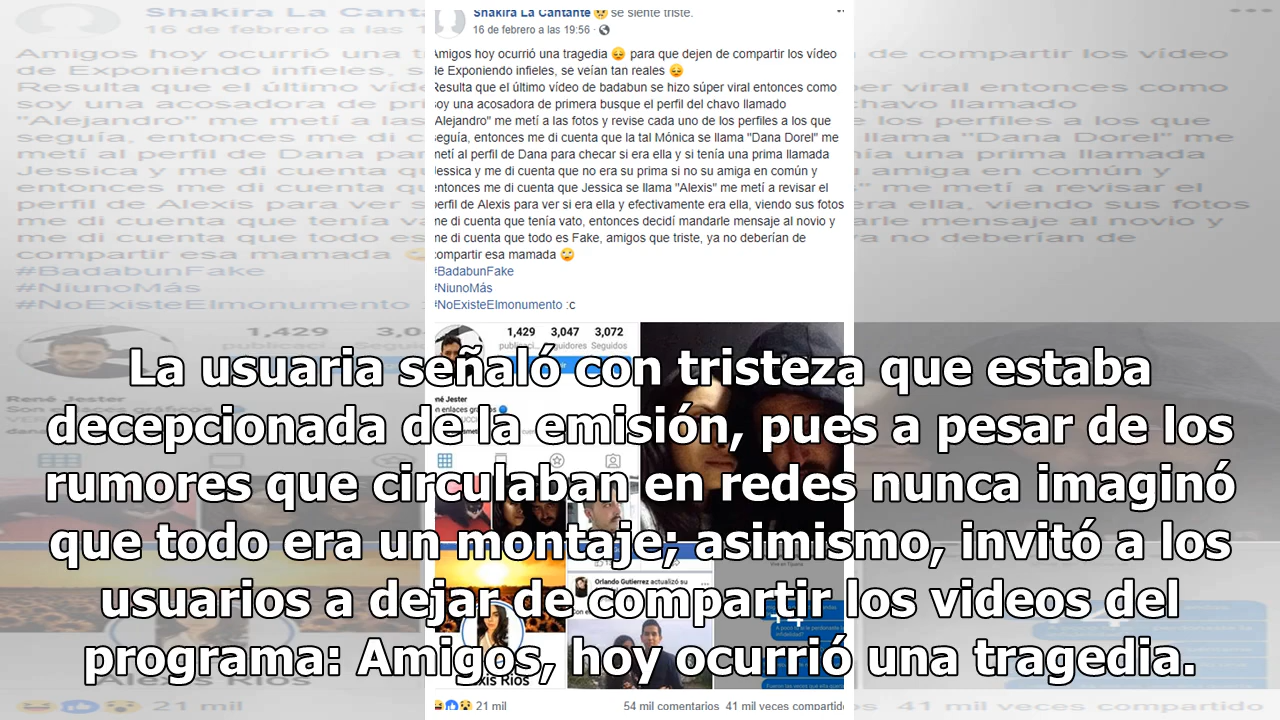 Shakira La Cantante 😢 se siente triste.
16 de febrero a las 19:56
Amigos hoy ocurrió una tragedia 😔 para que dejen de compartir los vídeo
de Exponiendo infieles, se veían tan reales 😔
Resulta que el último vídeo de badabun se hizo súper viral entonces como
soy una acosadora de primera busque el perfil del chavo llamado
"Alejandro" me metí a las fotos y revise cada uno de los perfiles a los que
seguía, entonces me di cuenta que la tal Mónica se llama "Dana Dorel" me
metí al perfil de Dana para checar si era ella y si tenía una prima llamada
Jessica y me di cuenta que no era su prima si no su amiga en común y
entonces me di cuenta que Jessica se llama "Alexis" me metí a revisar el
perfil de Alexis para ver si era ella y efectivamente era ella, viendo sus fotos
me di cuenta que tenía vato, entonces decidí mandarle mensaje al novio y
me di cuenta que todo es Fake, amigos que triste, ya no deberían de
compartir esa mamada 🙄
#BadabunFake
#NiunoMás
#NoExisteElmonumento :c
1,429 3,047 3,072
publicaci... Seguidores Seguidos
René Jester
Son enlaces gráficos
La usuaria señaló con tristeza que estaba
decepcionada de la emisión, pues a pesar de los
rumores que circulaban en redes nunca imaginó
que todo era un montaje; asimismo, invitó a los
usuarios a dejar de compartir los videos del
programa: Amigos, hoy ocurrió una tragedia.
Orlando Gutierrez actualizó su
Alexis Rios
21 mil 54 mil comentarios 41 mil veces compartido